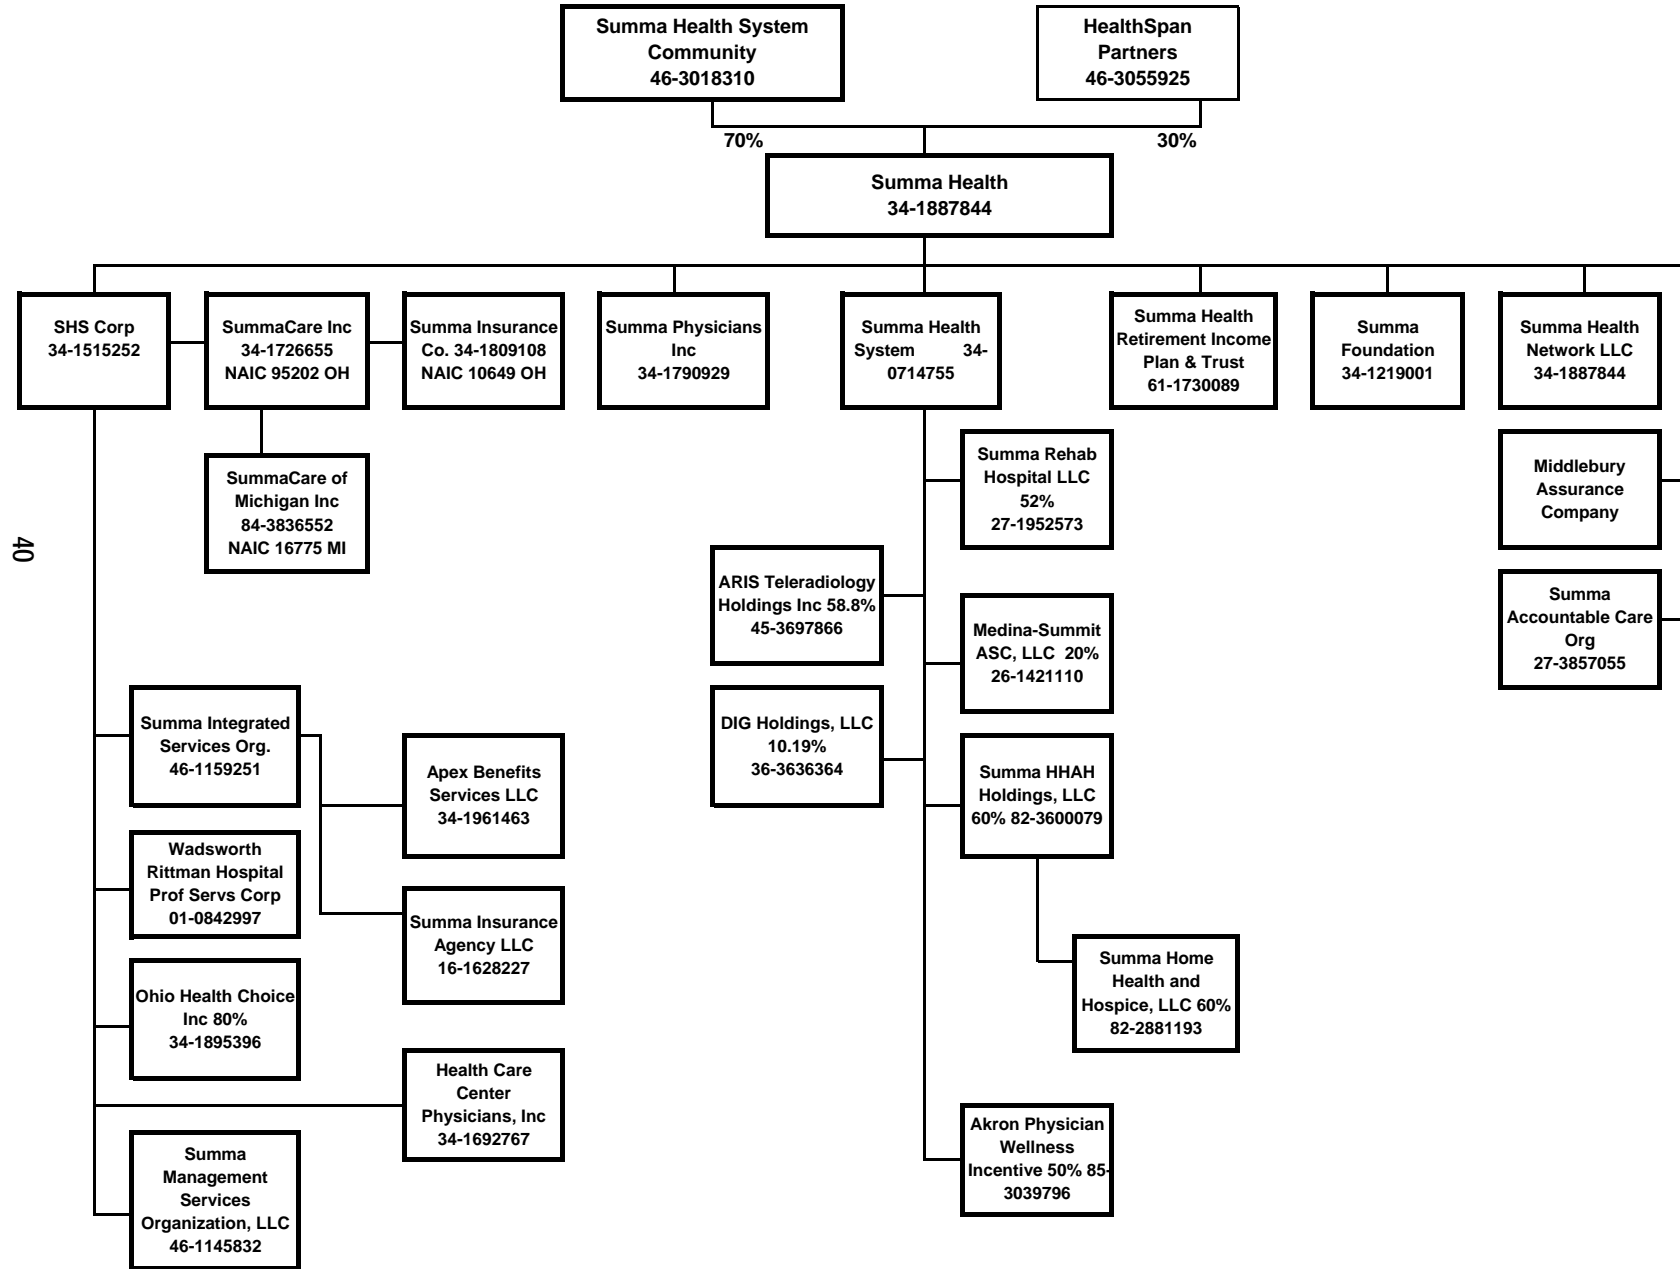 Summa Health System
Community
46-3018310
HealthSpan
Partners
46-3055925
70%
30%
Summa Health
34-1887844
SHS Corp
34-1515252
SummaCare Inc
34-1726655
NAIC 95202 OH
Summa Insurance
Co. 34-1809108
NAIC 10649 OH
Summa Physicians
Inc
34-1790929
Summa Health
System 34-
0714755
Summa Health
Retirement Income
Plan & Trust
61-1730089
Summa
Foundation
34-1219001
Summa Health
Network LLC
34-1887844
SummaCare of
Michigan Inc
84-3836552
NAIC 16775 MI
Summa Rehab
Hospital LLC
52%
27-1952573
Middlebury
Assurance
Company
40
ARIS Teleradiology
Holdings Inc 58.8%
45-3697866
Medina-Summit
ASC, LLC 20%
26-1421110
Summa
Accountable Care
Org
27-3857055
Summa Integrated
Services Org.
46-1159251
DIG Holdings, LLC
10.19%
36-3636364
Apex Benefits
Services LLC
34-1961463
Summa HHAH
Holdings, LLC
60% 82-3600079
Wadsworth
Rittman Hospital
Prof Servs Corp
01-0842997
Summa Insurance
Agency LLC
16-1628227
Summa Home
Health and
Hospice, LLC 60%
82-2881193
Ohio Health Choice
Inc 80%
34-1895396
Health Care
Center
Physicians, Inc
34-1692767
Akron Physician
Wellness
Incentive 50% 85-
3039796
Summa
Management
Services
Organization, LLC
46-1145832